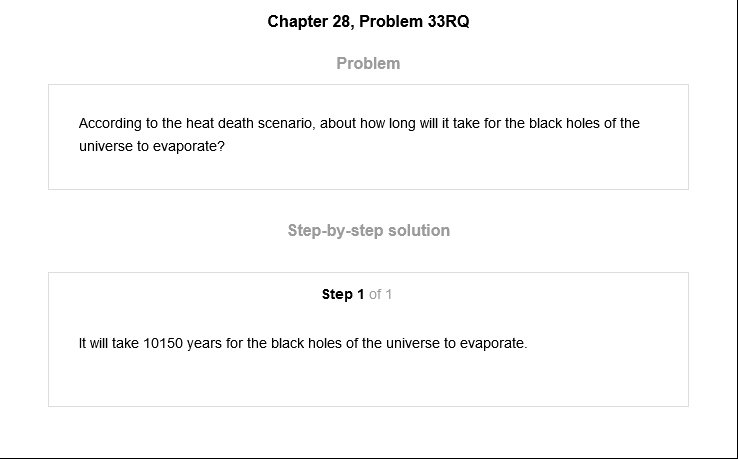 Chapter 28, Problem 33RQ
Problem
According to the heat death scenario, about how long will it take for the black holes of the
universe to evaporate?
Step-by-step solution
Step 1 of 1
It will take 10150 years for the black holes of the universe to evaporate.